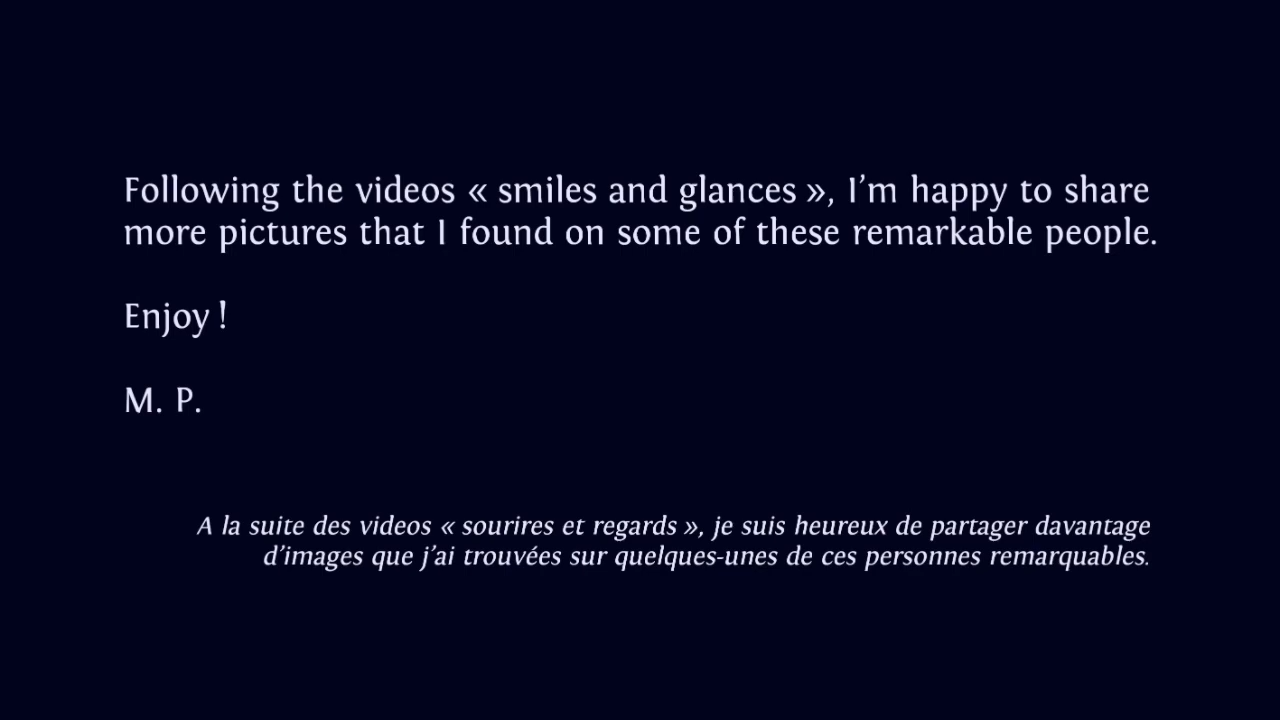 Following the videos « smiles and glances », I’m happy to share
more pictures that I found on some of these remarkable people.
Enjoy !
M. P.
A la suite des videos « sourires et regards », je suis heureux de partager davantage
d’images que j’ai trouvées sur quelques-unes de ces personnes remarquables.